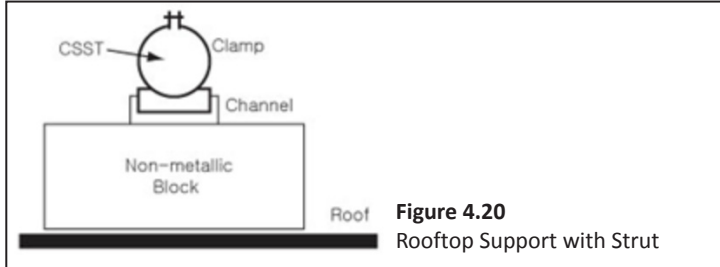 CSST
Clamp
Channel
Non-metallic
Block
Roof
Figure 4.20
Rooftop Support with Strut